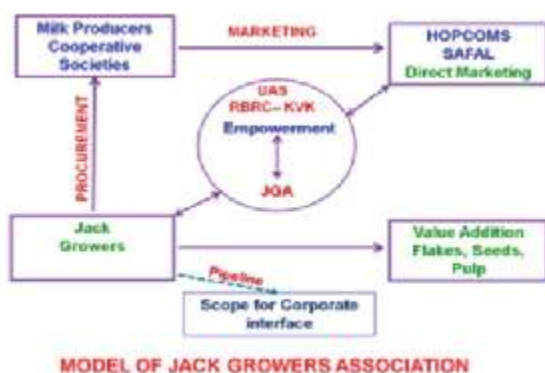 Milk Producers
Cooperative
Societies
MARKETING
HOPCOMS
SAFAL
Direct Marketing
UAS
RBRC– KVK
Empowerment
JGA
PROCUREMENT
Jack
Growers
Value Addition
Flakes, Seeds,
Pulp
Pipeline
Scope for Corporate
interface
MODEL OF JACK GROWERS ASSOCIATION